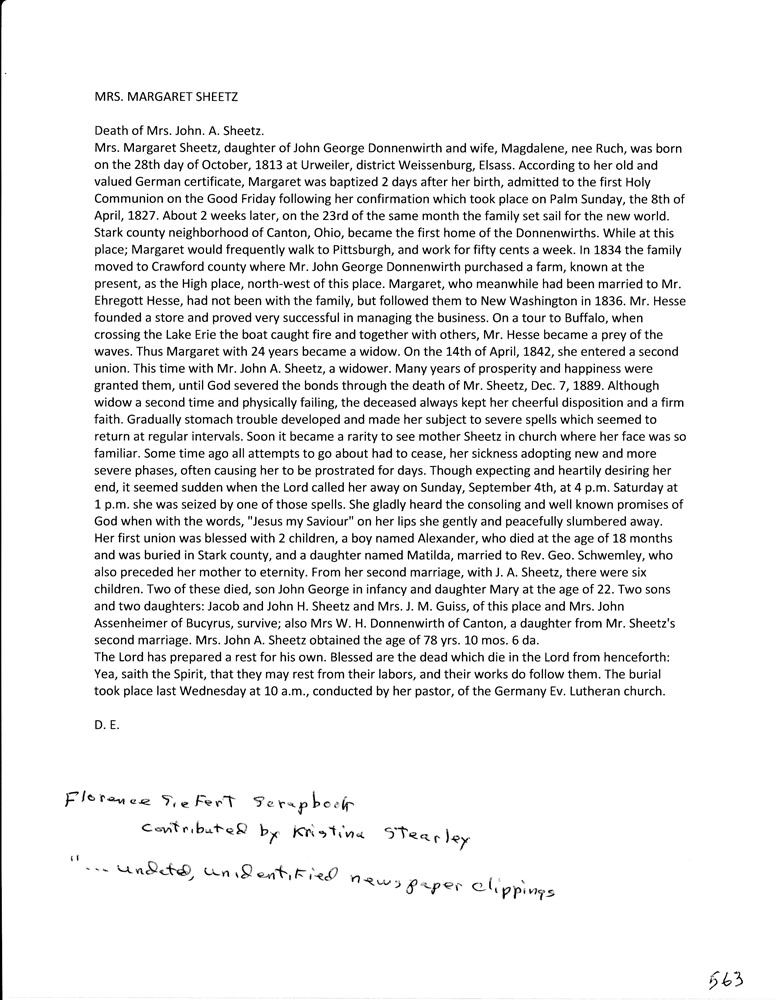 MRS. MARGARET SHEETZ
Death of Mrs. John. A. Sheetz.
Mrs. Margaret Sheetz, daughter of John George Donnenwirth and wife, Magdalene, nee Ruch, was born
on the 28th day of October, 1813 at Urweiler, district Weissenburg, Elsass. According to her old and
valued German certificate, Margaret was baptized 2 days after her birth, admitted to the first Holy
Communion on the Good Friday following her confirmation which took place on Palm Sunday, the 8th of
April, 1827. About 2 weeks later, on the 23rd of the same month the family set sail for the new world.
Stark county neighborhood of Canton, Ohio, became the first home of the Donnenwirths. While at this
place; Margaret would frequently walk to Pittsburgh, and work for fifty cents a week. In 1834 the family
moved to Crawford county where Mr. John George Donnenwirth purchased a farm, known at the
present, as the High place, north-west of this place. Margaret, who meanwhile had been married to Mr.
Ehregott Hesse, had not been with the family, but followed them to New Washington in 1836. Mr. Hesse
founded a store and proved very successful in managing the business. On a tour to Buffalo, when
crossing the Lake Erie the boat caught fire and together with others, Mr. Hesse became a prey of the
waves. Thus Margaret with 24 years became a widow. On the 14th of April, 1842, she entered a second
union. This time with Mr. John A. Sheetz, a widower. Many years of prosperity and happiness were
granted them, until God severed the bonds through the death of Mr. Sheetz, Dec. 7, 1889. Although
widow a second time and physically failing, the deceased always kept her cheerful disposition and a firm
faith. Gradually stomach trouble developed and made her subject to severe spells which seemed to
return at regular intervals. Soon it became a rarity to see mother Sheetz in church where her face was so
familiar. Some time ago all attempts to go about had to cease, her sickness adopting new and more
severe phases, often causing her to be prostrated for days. Though expecting and heartily desiring her
end, it seemed sudden when the Lord called her away on Sunday, September 4th, at 4 p.m. Saturday at
1 p.m. she was seized by one of those spells. She gladly heard the consoling and well known promises of
God when with the words, "Jesus my Saviour" on her lips she gently and peacefully slumbered away.
Her first union was blessed with 2 children, a boy named Alexander, who died at the age of 18 months
and was buried in Stark county, and a daughter named Matilda, married to Rev. Geo. Schwemley, who
also preceded her mother to eternity. From her second marriage, with J. A. Sheetz, there were six
children. Two of these died, son John George in infancy and daughter Mary at the age of 22. Two sons
and two daughters: Jacob and John H. Sheetz and Mrs. J. M. Guiss, of this place and Mrs. John
Assenheimer of Bucyrus, survive; also Mrs W. H. Donnenwirth of Canton, a daughter from Mr. Sheetz's
second marriage. Mrs. John A. Sheetz obtained the age of 78 yrs. 10 mos. 6 da.
The Lord has prepared a rest for his own. Blessed are the dead which die in the Lord from henceforth:
Yea, saith the Spirit, that they may rest from their labors, and their works do follow them. The burial
took place last Wednesday at 10 a.m., conducted by her pastor, of the Germany Ev. Lutheran church.
D. E.
Florence Siefert Scrapbook
contributed by Kristina Stearley
"... undated, unidentified newspaper clippings
563